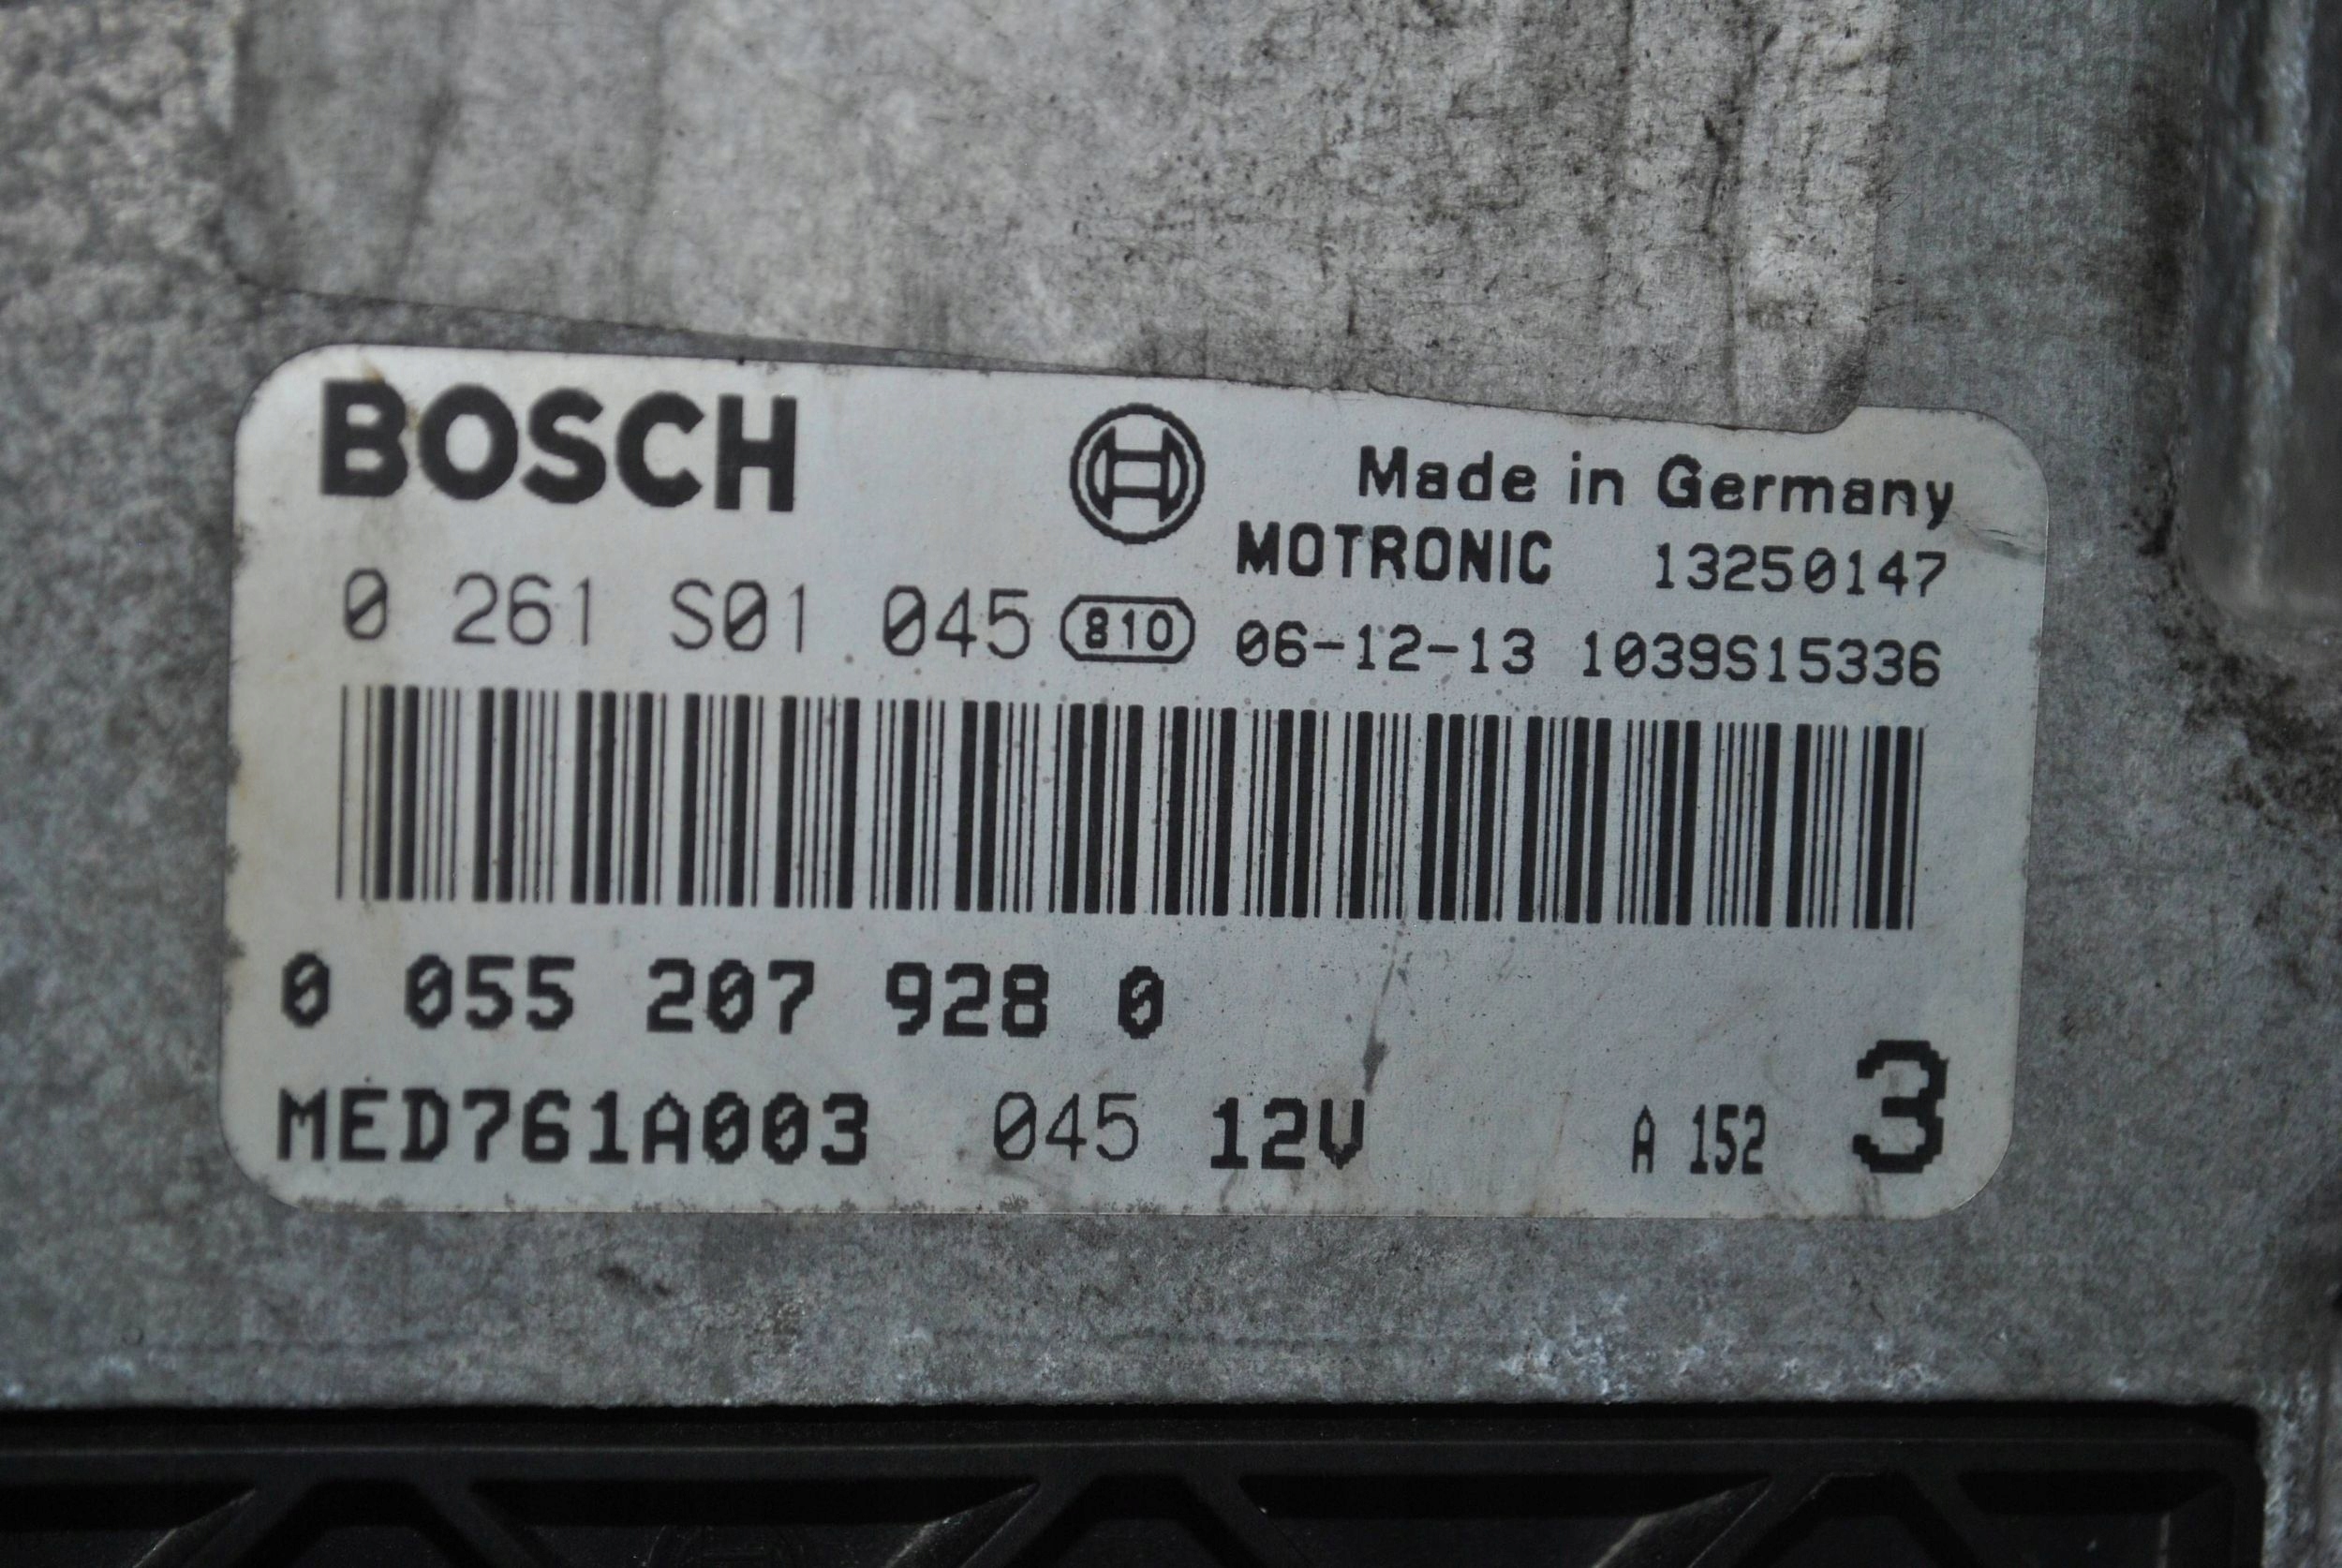 BOSCH
Made in Germany
MOTRONIC 13250147
0 261 S01 045 810 06-12-13 1039S15336
0 055 207 928 0
MED761A003 045 12V A 152 3